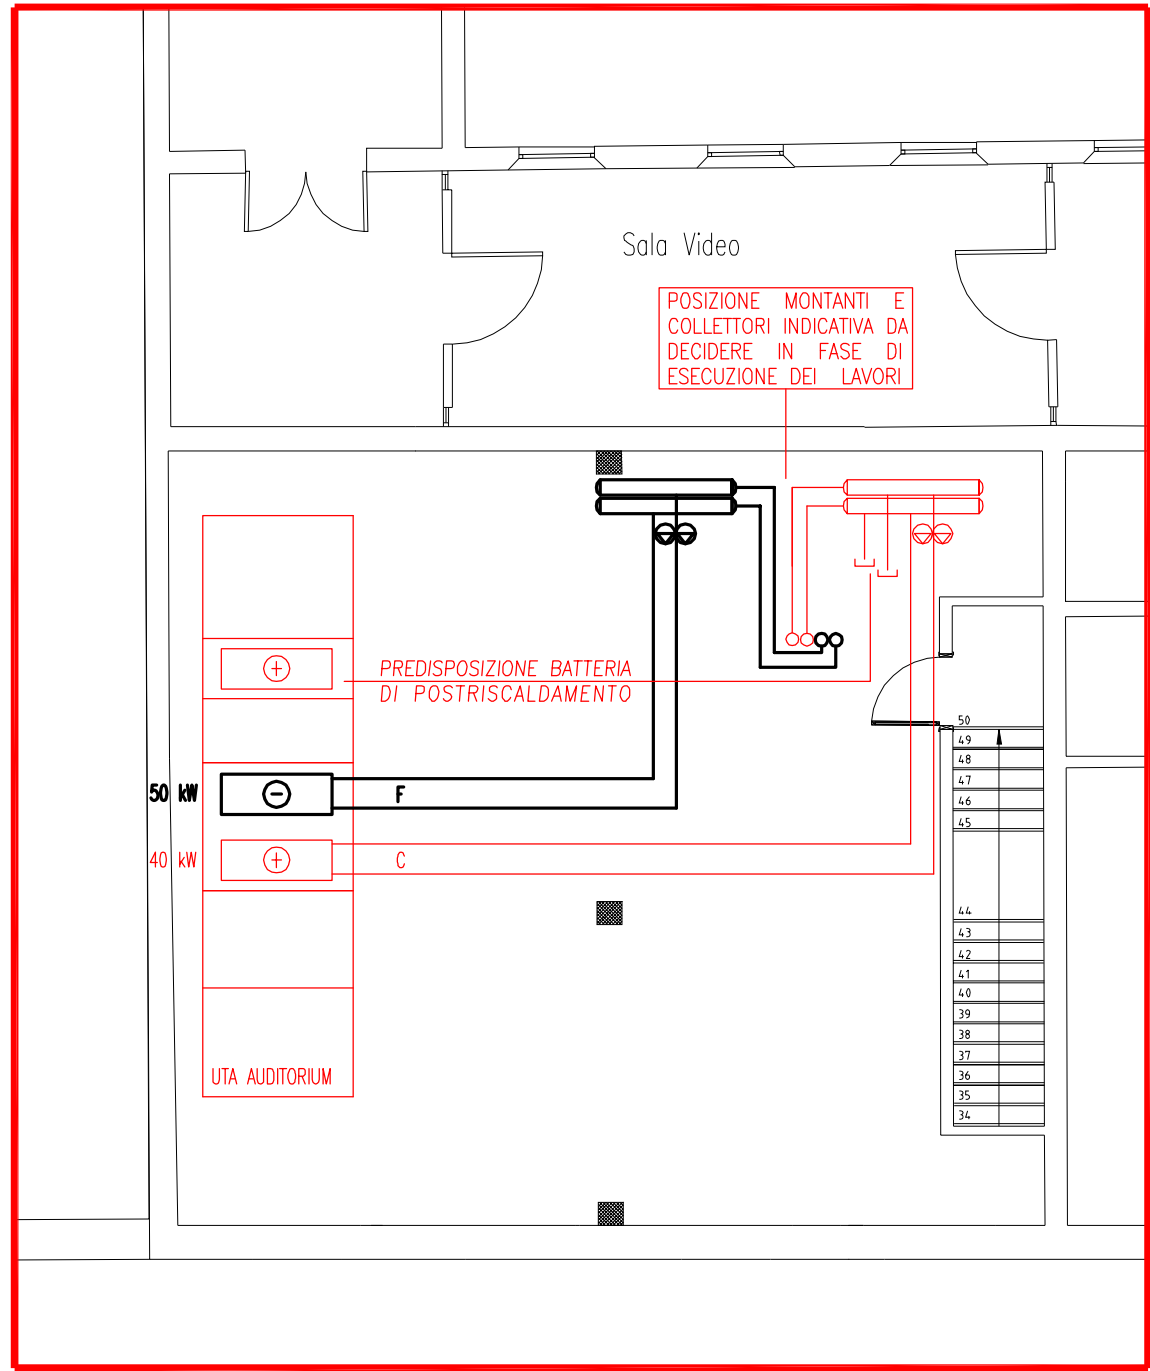 Sala Video
POSIZIONE MONTANTI E
COLLETTORI INDICATIVA DA
DECIDERE IN FASE DI
ESECUZIONE DEI LAVORI
PREDISPOSIZIONE BATTERIA
DI POSTRISCALDAMENTO
50 kW
F
40 kW
C
UTA AUDITORIUM
50
49
48
47
46
45
44
43
42
41
40
39
38
37
36
35
34